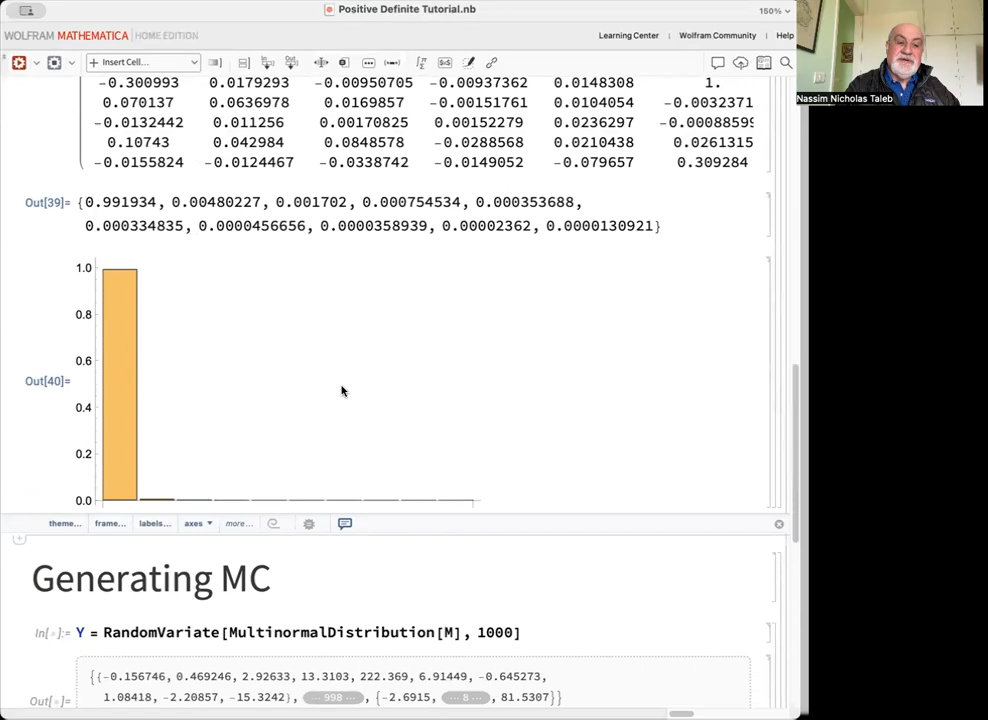 Positive Definite Tutorial.nb
150%
WOLFRAM MATHEMATICA | HOME EDITION
Learning Center
Wolfram Community
Help
Insert Cell...
-0.300993 0.0179293 -0.00950705 -0.00937362 0.0148308 1.
0.070137 0.0636978 0.0169857 -0.00151761 0.0104054 -0.0032371
-0.0132442 0.011256 0.00170825 0.00152279 0.0236297 -0.00088599
0.10743 0.042984 0.0848578 -0.0288568 0.0210438 0.0261315
-0.0155824 -0.0124467 -0.0338742 -0.0149052 -0.079657 0.309284
Nassim Nicholas Taleb
Out[39]= {0.991934, 0.00480227, 0.001702, 0.000754534, 0.000353688,
0.000334835, 0.0000456656, 0.0000358939, 0.00002362, 0.0000130921}
1.0
0.8
0.6
Out[40]=
0.4
0.2
0.0
theme... frame... labels... axes more...
Generating MC
In[ ]:= Y = RandomVariate[MultinormalDistribution[M], 1000]
{{-0.156746, 0.469246, 2.92633, 13.3103, 222.369, 6.91449, -0.645273,
Out[ ]= 1.08418, -2.20857, -15.3242}, ... 998 ..., {-2.6915, ... 8 ..., 81.5307}}